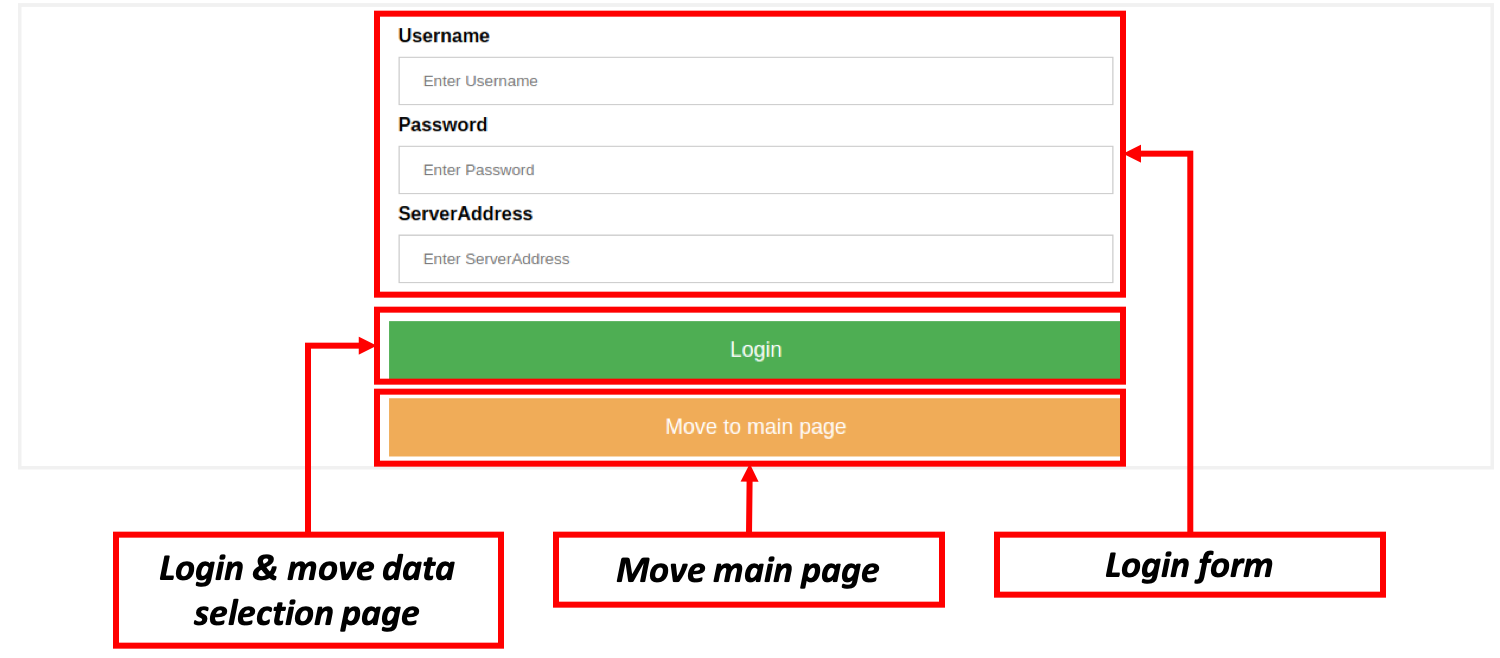 Username
Enter Username
Password
Enter Password
ServerAddress
Enter ServerAddress
Login
Move to main page
Login & move data
selection page
Move main page
Login form